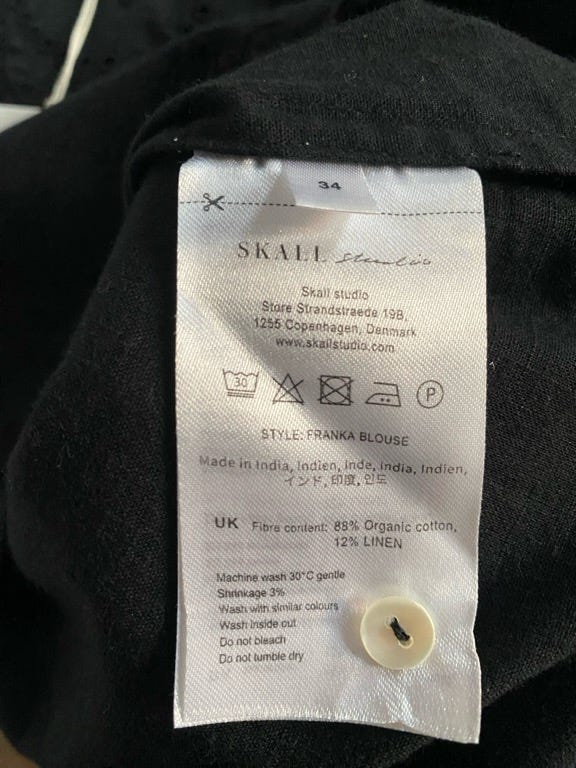 34
SKALL studio
Skall studio
Store Strandstraede 19B,
1255 Copenhagen, Denmark
www.skallstudio.com
30 P
STYLE: FRANKA BLOUSE
Made in India, Indien, Inde, India, Indien,
インド, 印度, 인도
UK Fibre content: 88% Organic cotton,
12% LINEN
Machine wash 30°C gentle
Shrinkage 3%
Wash with similar colours
Wash inside out
Do not bleach
Do not tumble dry